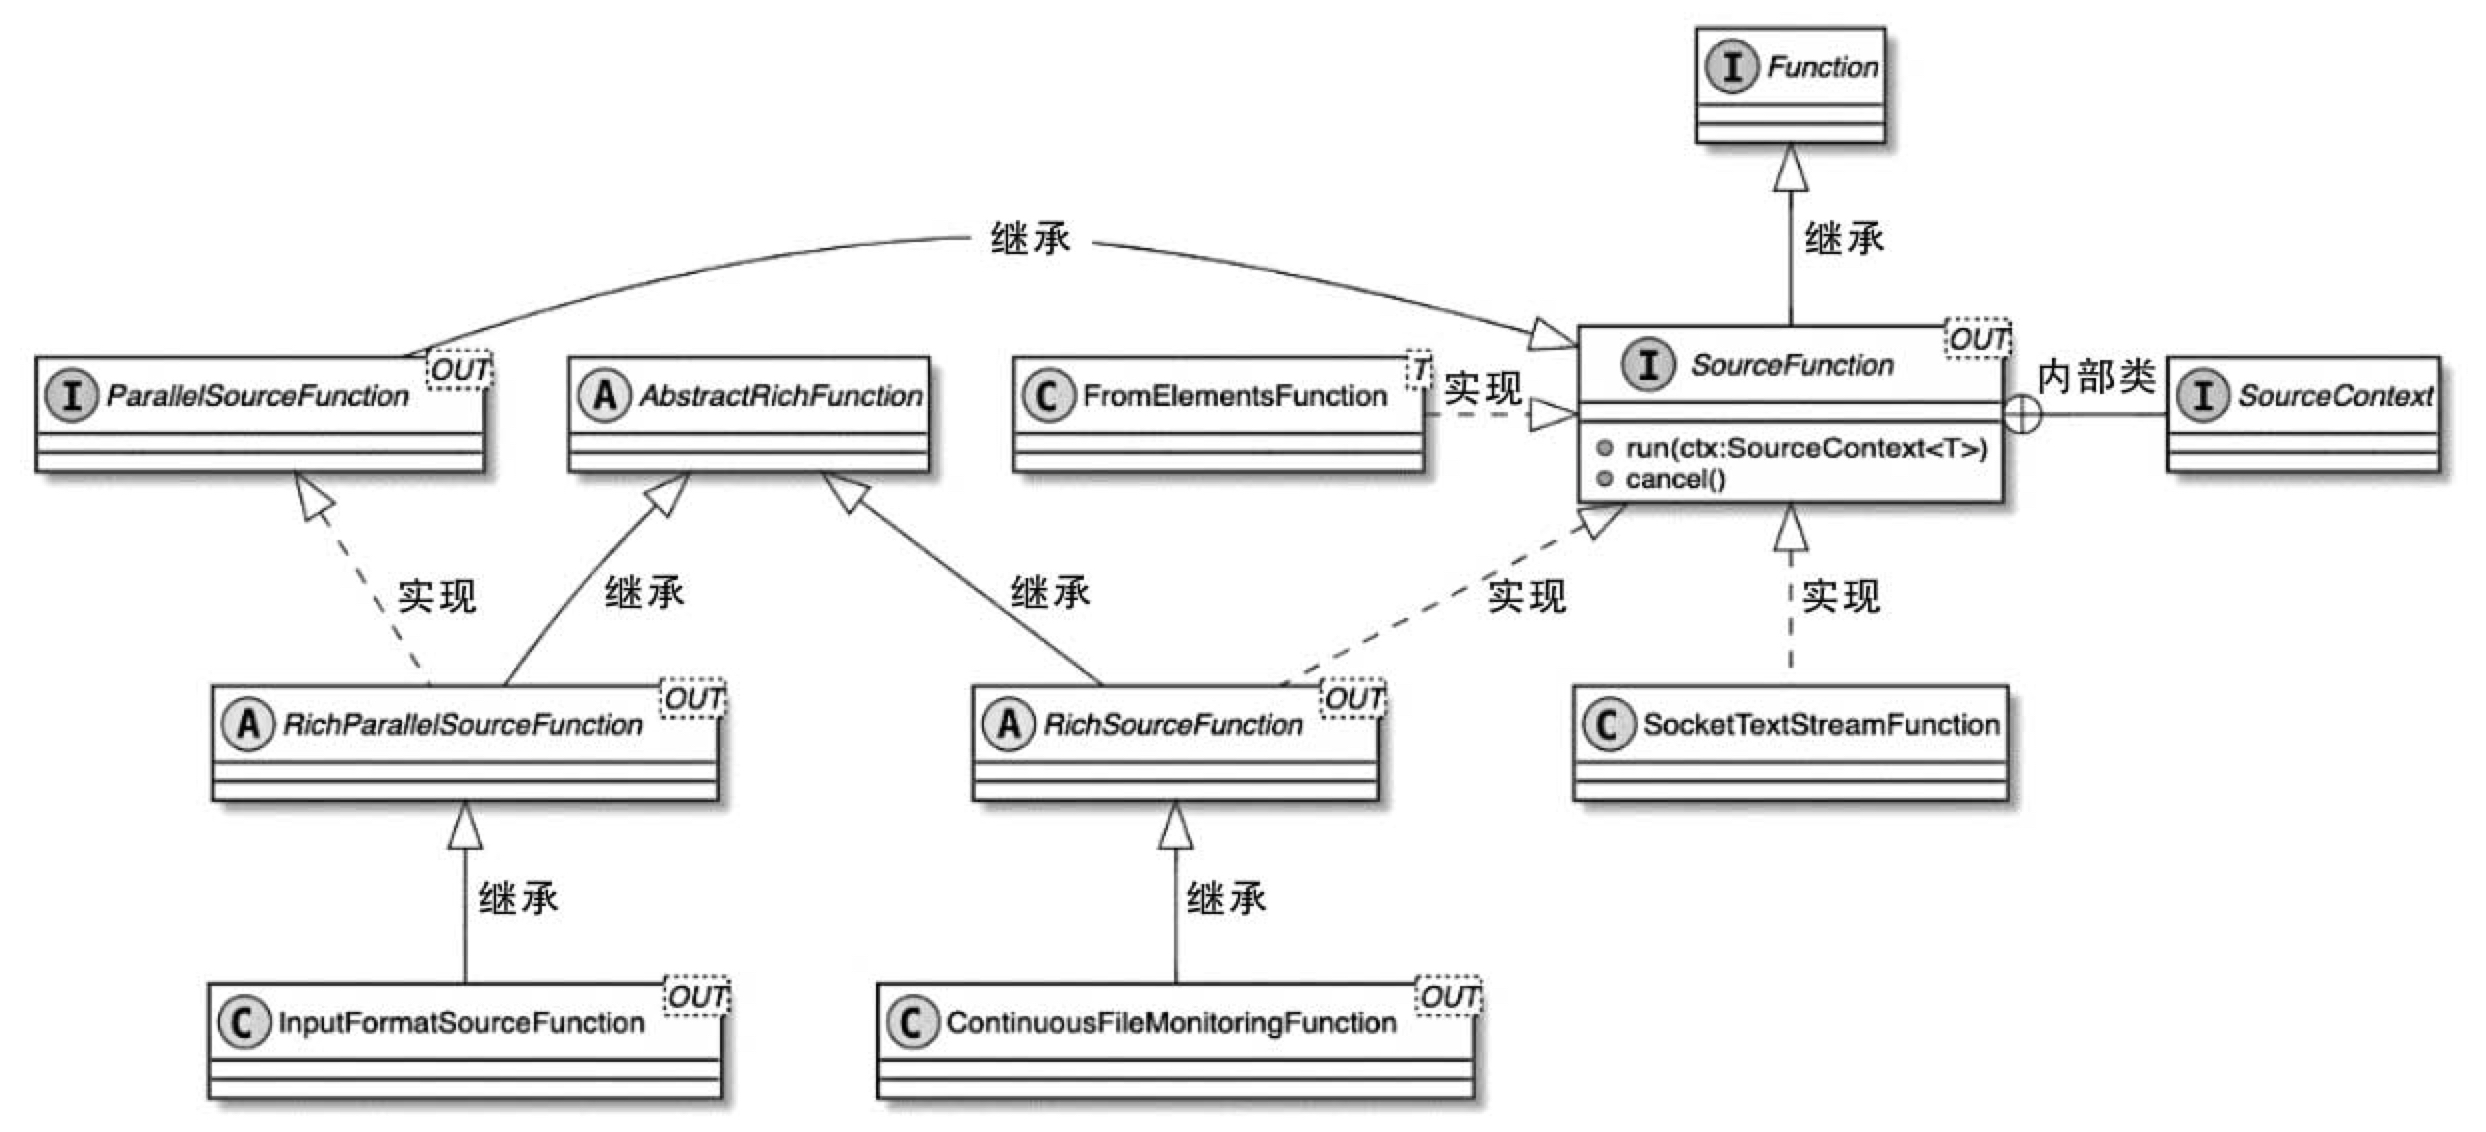 I Function
继承
继承
I ParallelSourceFunction OUT
A AbstractRichFunction
C FromElementsFunction T
实现
I SourceFunction OUT
run(ctx:SourceContext<T>)
cancel()
内部类
I SourceContext
实现
继承
继承
实现
实现
A RichParallelSourceFunction OUT
A RichSourceFunction OUT
C SocketTextStreamFunction
继承
继承
C InputFormatSourceFunction OUT
C ContinuousFileMonitoringFunction OUT